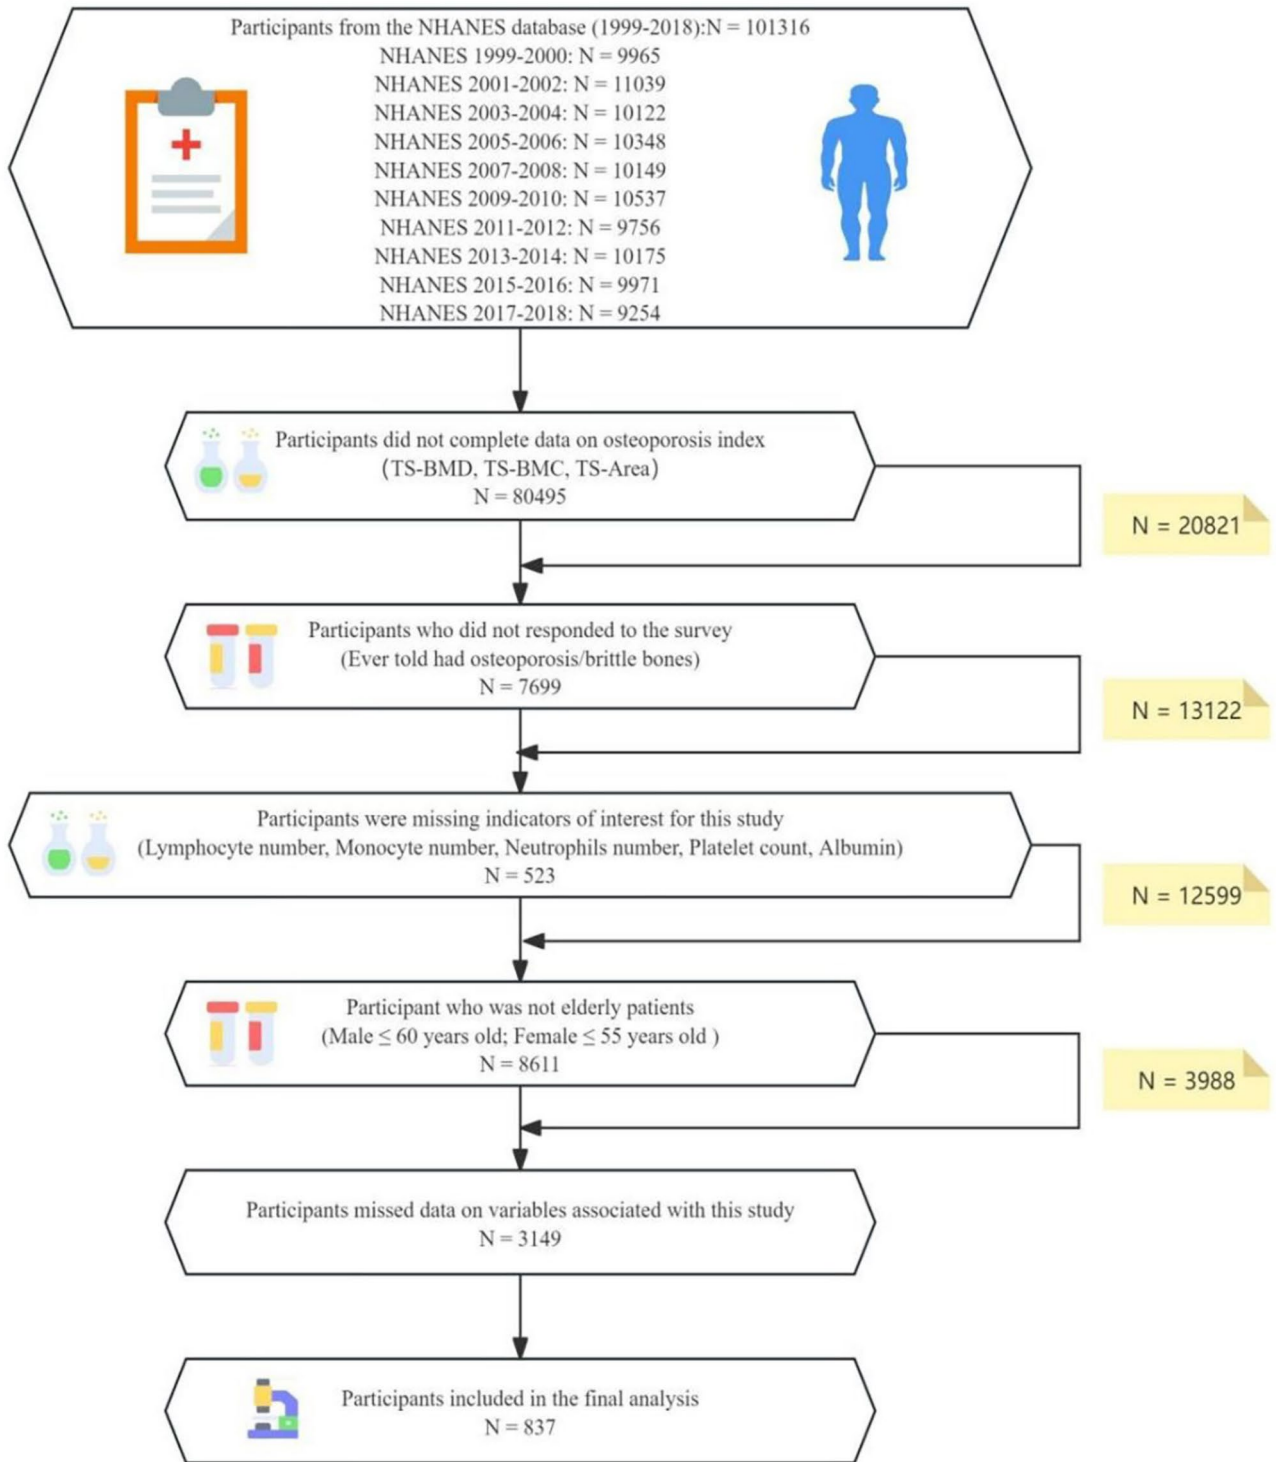 Participants from the NHANES database (1999-2018):N = 101316
NHANES 1999-2000: N = 9965
NHANES 2001-2002: N = 11039
NHANES 2003-2004: N = 10122
NHANES 2005-2006: N = 10348
NHANES 2007-2008: N = 10149
NHANES 2009-2010: N = 10537
NHANES 2011-2012: N = 9756
NHANES 2013-2014: N = 10175
NHANES 2015-2016: N = 9971
NHANES 2017-2018: N = 9254
Participants did not complete data on osteoporosis index
(TS-BMD, TS-BMC, TS-Area)
N = 80495
N = 20821
Participants who did not responded to the survey
(Ever told had osteoporosis/brittle bones)
N = 7699
N = 13122
Participants were missing indicators of interest for this study
(Lymphocyte number, Monocyte number, Neutrophils number, Platelet count, Albumin)
N = 523
N = 12599
Participant who was not elderly patients
(Male ≤ 60 years old; Female ≤ 55 years old )
N = 8611
N = 3988
Participants missed data on variables associated with this study
N = 3149
Participants included in the final analysis
N = 837